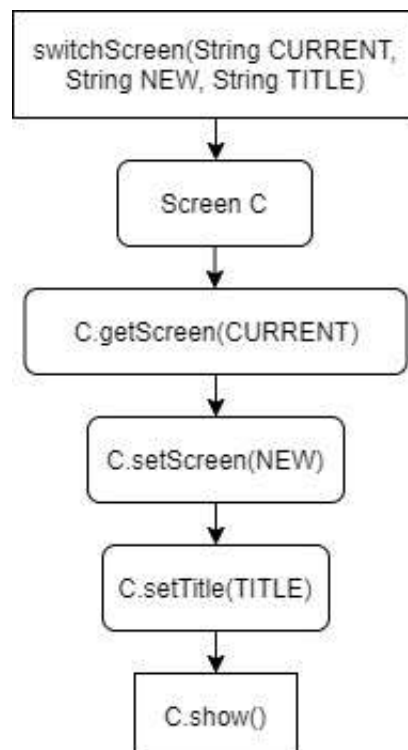 switchScreen(String CURRENT,
String NEW, String TITLE)
Screen C
C.getScreen(CURRENT)
C.setScreen(NEW)
C.setTitle(TITLE)
C.show()